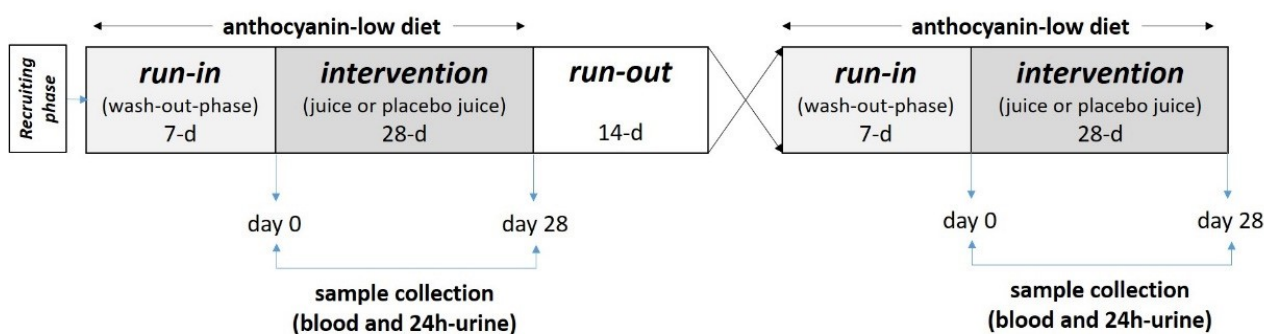 anthocyanin-low diet
anthocyanin-low diet
Recruiting
phase
run-in
(wash-out-phase)
7-d
intervention
(juice or placebo juice)
28-d
run-out
14-d
run-in
(wash-out-phase)
7-d
intervention
(juice or placebo juice)
28-d
day 0
day 28
day 0
day 28
sample collection
(blood and 24h-urine)
sample collection
(blood and 24h-urine)